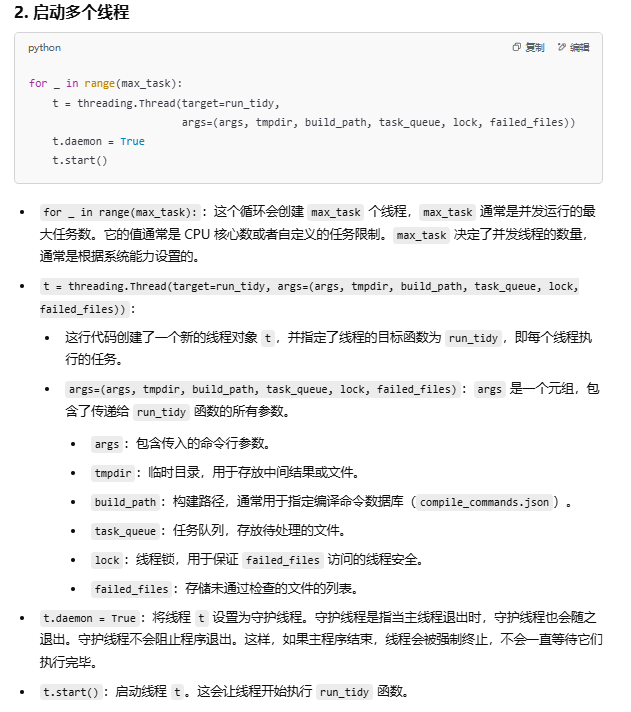 2. 启动多个线程
python
复制 编辑
for _ in range(max_task):
    t = threading.Thread(target=run_tidy,
                         args=(args, tmpdir, build_path, task_queue, lock, failed_files))
    t.daemon = True
    t.start()
• for _ in range(max_task): ：这个循环会创建 max_task 个线程，max_task 通常是并发运行的最
大任务数。它的值通常是 CPU 核心数或者自定义的任务限制。max_task 决定了并发线程的数量，
通常是根据系统能力设置的。
• t = threading.Thread(target=run_tidy, args=(args, tmpdir, build_path, task_queue, lock,
failed_files)) ：
• 这行代码创建了一个新的线程对象 t，并指定了线程的目标函数为 run_tidy，即每个线程执
行的任务。
• args=(args, tmpdir, build_path, task_queue, lock, failed_files) ：args 是一个元组，包
含了传递给 run_tidy 函数的所有参数。
• args ：包含传入的命令行参数。
• tmpdir ：临时目录，用于存放中间结果或文件。
• build_path ：构建路径，通常用于指定编译命令数据库（compile_commands.json）。
• task_queue ：任务队列，存放待处理的文件。
• lock ：线程锁，用于保证 failed_files 访问的线程安全。
• failed_files ：存储未通过检查的文件的列表。
• t.daemon = True ：将线程 t 设置为守护线程。守护线程是指当主线程退出时，守护线程也会随之
退出。守护线程不会阻止程序退出。这样，如果主程序结束，线程会被强制终止，不会一直等待它们
执行完毕。
• t.start() ：启动线程 t。这会让线程开始执行 run_tidy 函数。